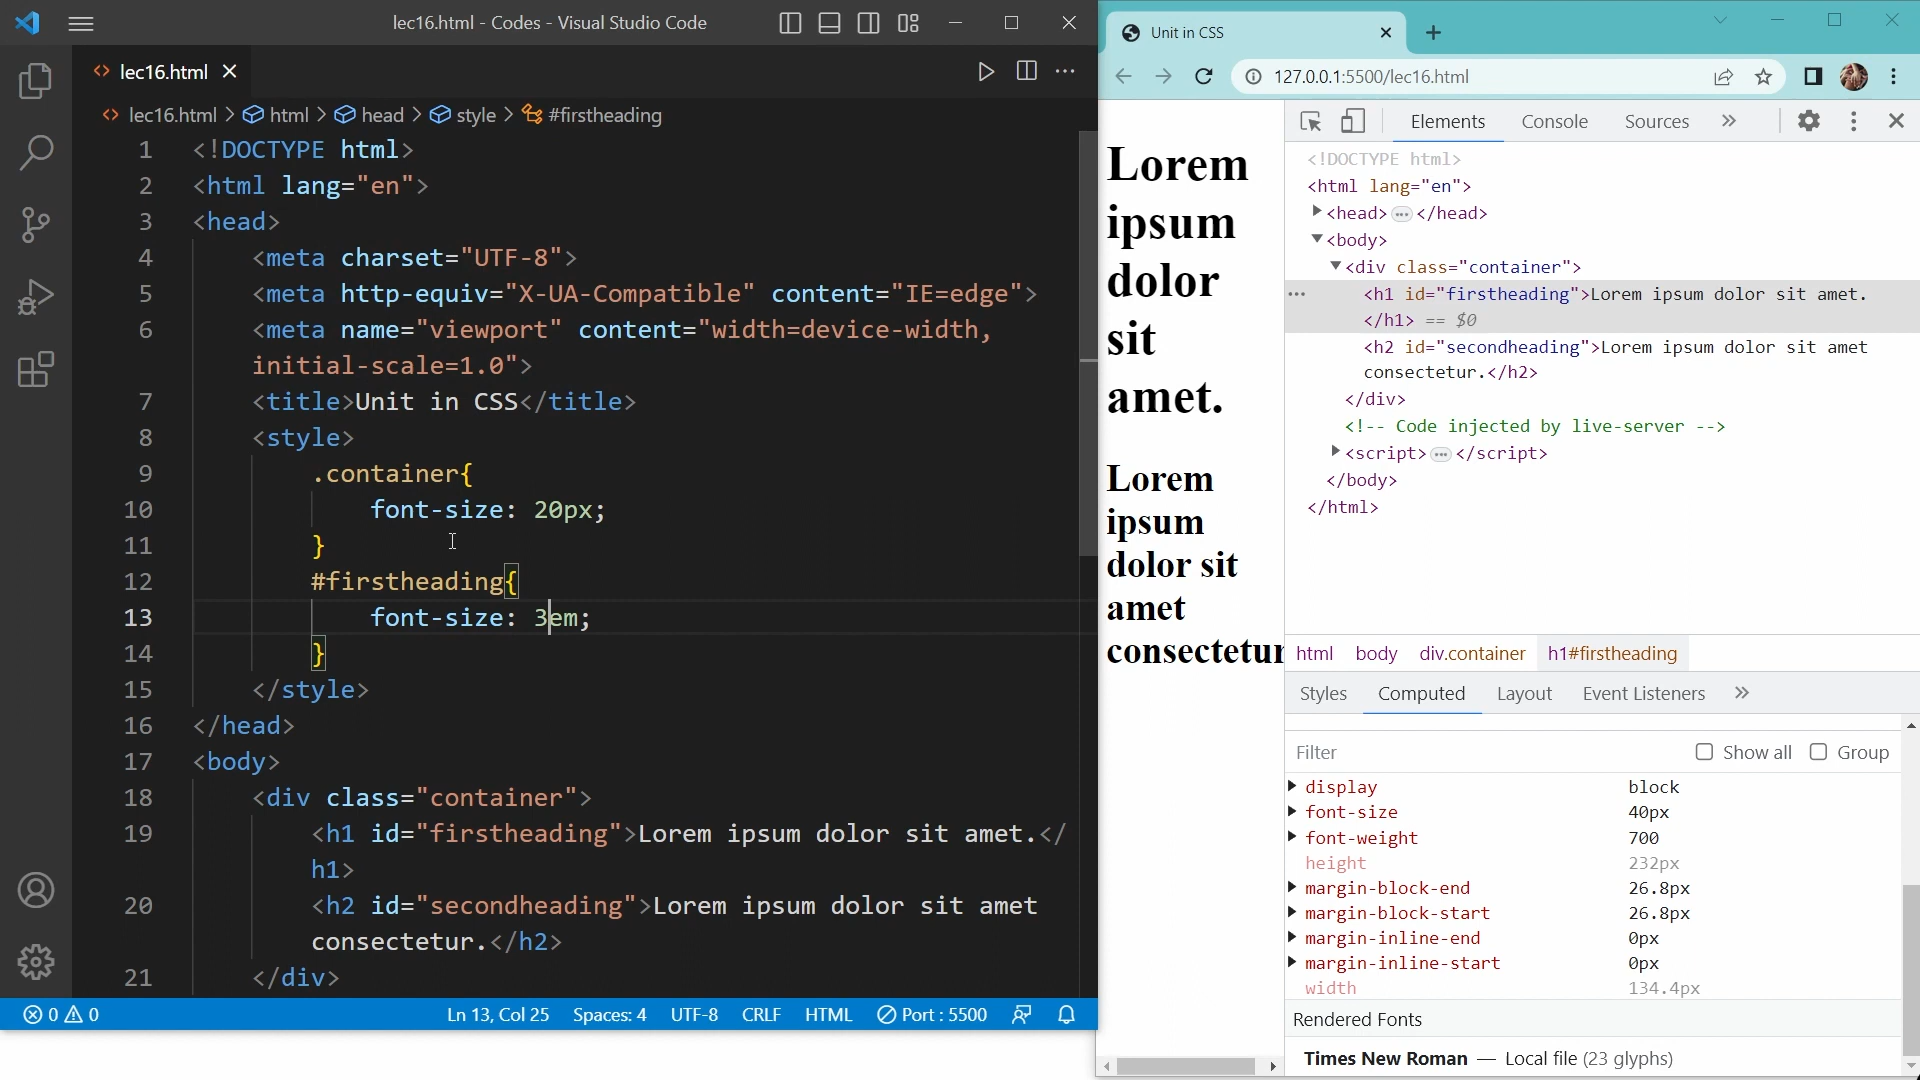 lec16.html - Codes - Visual Studio Code
lec16.html
lec16.html > html > head > style > #firstheading
1 <!DOCTYPE html>
2 <html lang="en">
3 <head>
4 <meta charset="UTF-8">
5 <meta http-equiv="X-UA-Compatible" content="IE=edge">
6 <meta name="viewport" content="width=device-width,
initial-scale=1.0">
7 <title>Unit in CSS</title>
8 <style>
9 .container{
10 font-size: 20px;
11 }
12 #firstheading{
13 font-size: 3em;
14 }
15 </style>
16 </head>
17 <body>
18 <div class="container">
19 <h1 id="firstheading">Lorem ipsum dolor sit amet.</
h1>
20 <h2 id="secondheading">Lorem ipsum dolor sit amet
consectetur.</h2>
21 </div>
0 0
Ln 13, Col 25 Spaces: 4 UTF-8 CRLF HTML Port : 5500
Unit in CSS
127.0.0.1:5500/lec16.html
Lorem
ipsum
dolor
sit
amet.
Lorem
ipsum
dolor sit
amet
consectetur
Elements Console Sources
<!DOCTYPE html>
<html lang="en">
<head> … </head>
<body>
<div class="container">
<h1 id="firstheading">Lorem ipsum dolor sit amet.
</h1> == $0
<h2 id="secondheading">Lorem ipsum dolor sit amet
consectetur.</h2>
</div>
<!-- Code injected by live-server -->
<script> … </script>
</body>
</html>
html body div.container h1#firstheading
Styles Computed Layout Event Listeners
Filter Show all Group
display block
font-size 40px
font-weight 700
height 232px
margin-block-end 26.8px
margin-block-start 26.8px
margin-inline-end 0px
margin-inline-start 0px
width 134.4px
Rendered Fonts
Times New Roman — Local file (23 glyphs)